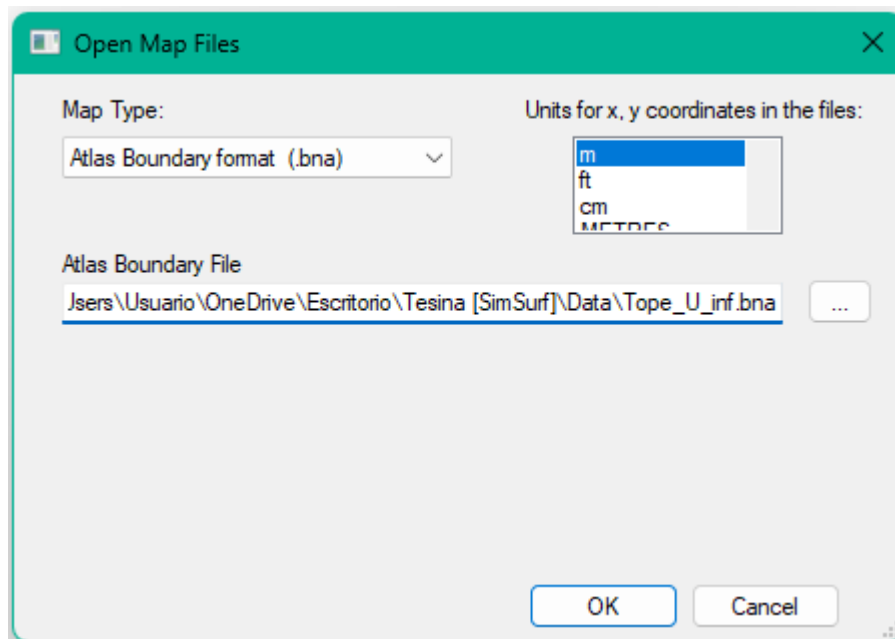 Open Map Files
Map Type:
Units for x, y coordinates in the files:
Atlas Boundary format (.bna)
m
ft
cm
METRES
Atlas Boundary File
Jsers\Usuario\OneDrive\Escritorio\Tesina [SimSurf]\Data\Tope_U_inf.bna
...
OK
Cancel